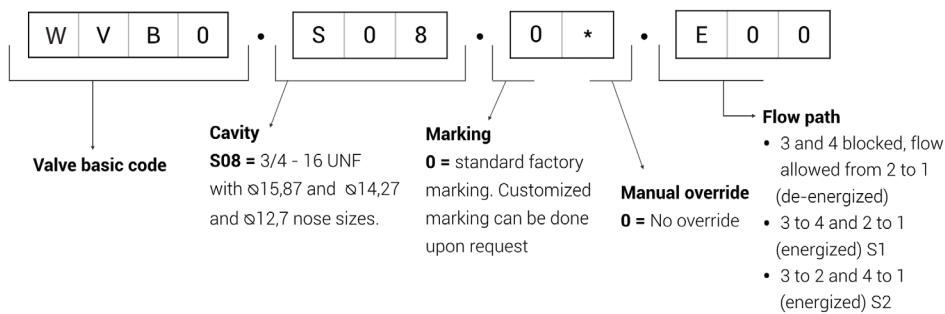 W V B 0 • S 0 8 • 0 * • E 0 0
Valve basic code
Cavity
S08 = 3/4 - 16 UNF
with ⌀15,87 and ⌀14,27
and ⌀12,7 nose sizes.
Marking
0 = standard factory
marking. Customized
marking can be done
upon request
Manual override
0 = No override
Flow path
• 3 and 4 blocked, flow
allowed from 2 to 1
(de-energized)
• 3 to 4 and 2 to 1
(energized) S1
• 3 to 2 and 4 to 1
(energized) S2